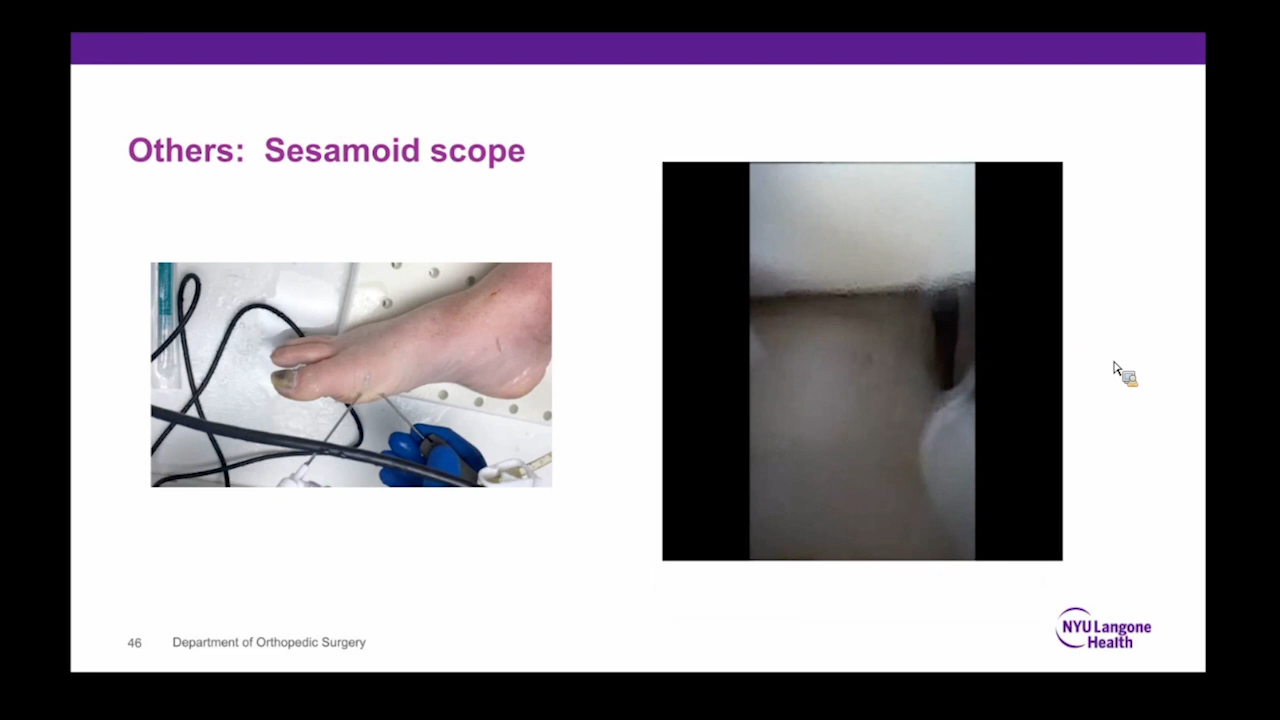 Others: Sesamoid scope
46 Department of Orthopedic Surgery
NYU Langone
Health